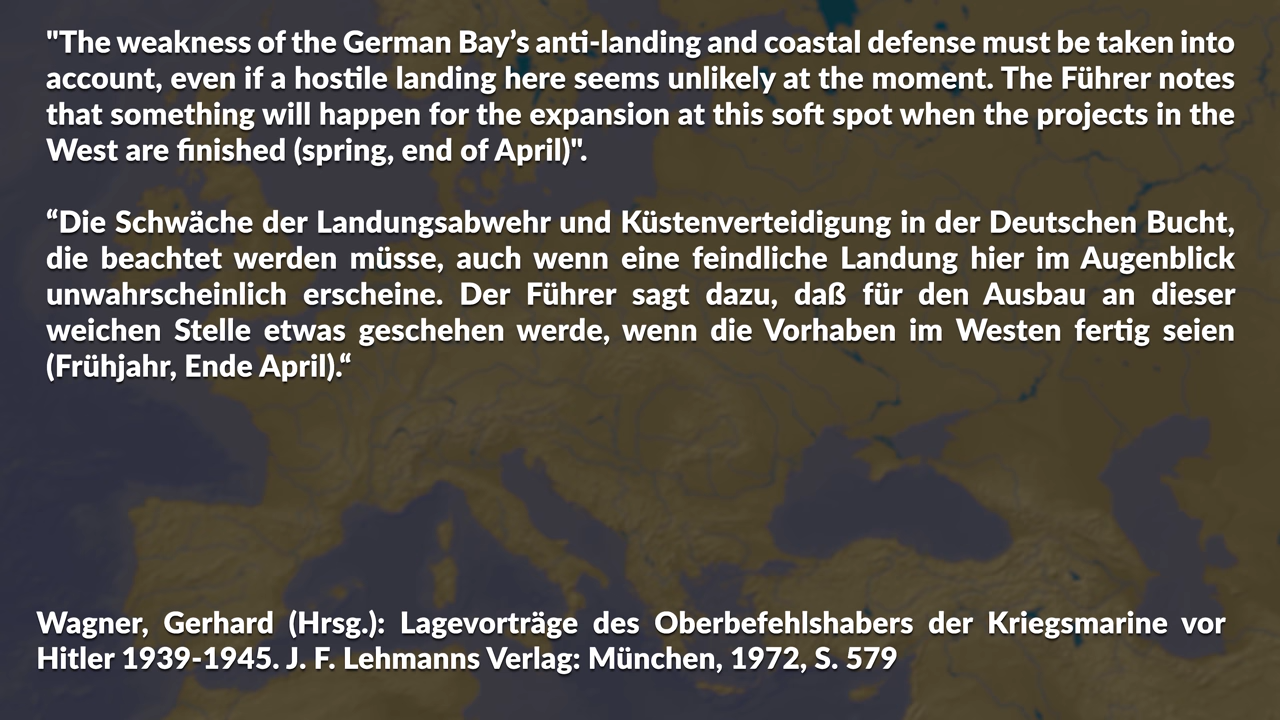 "The weakness of the German Bay’s anti-landing and coastal defense must be taken into
account, even if a hostile landing here seems unlikely at the moment. The Führer notes
that something will happen for the expansion at this soft spot when the projects in the
West are finished (spring, end of April)".
“Die Schwäche der Landungsabwehr und Küstenverteidigung in der Deutschen Bucht,
die beachtet werden müsse, auch wenn eine feindliche Landung hier im Augenblick
unwahrscheinlich erscheine. Der Führer sagt dazu, daß für den Ausbau an dieser
weichen Stelle etwas geschehen werde, wenn die Vorhaben im Westen fertig seien
(Frühjahr, Ende April).“
Wagner, Gerhard (Hrsg.): Lagevorträge des Oberbefehlshabers der Kriegsmarine vor
Hitler 1939-1945. J. F. Lehmanns Verlag: München, 1972, S. 579